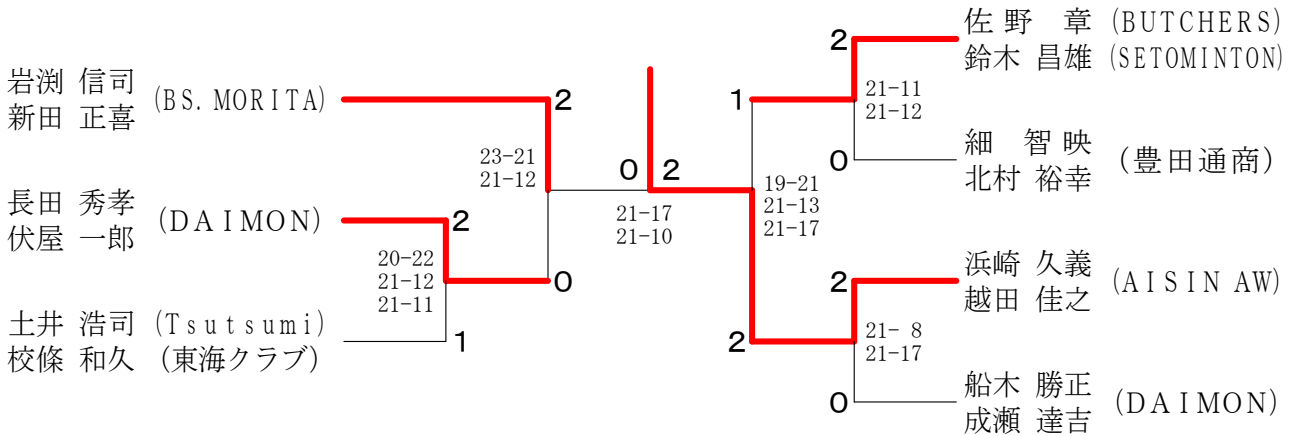 岩渕 信司
新田 正喜 (BS.MORITA)
2
23-21
21-12
長田 秀孝
伏屋 一郎 (DAIMON)
2
20-22
21-12
21-11
0
土井 浩司 (Tsutsumi)
校條 和久 (東海クラブ)
1
0 2
21-17
21-10
佐野 章 (BUTCHERS)
鈴木 昌雄 (SETOMINTON)
2
21-11
21-12
1
細 智映
北村 裕幸 (豊田通商)
0
19-21
21-13
21-17
浜崎 久義
越田 佳之 (AISIN AW)
2
21- 8
21-17
2
船木 勝正
成瀬 達吉 (DAIMON)
0